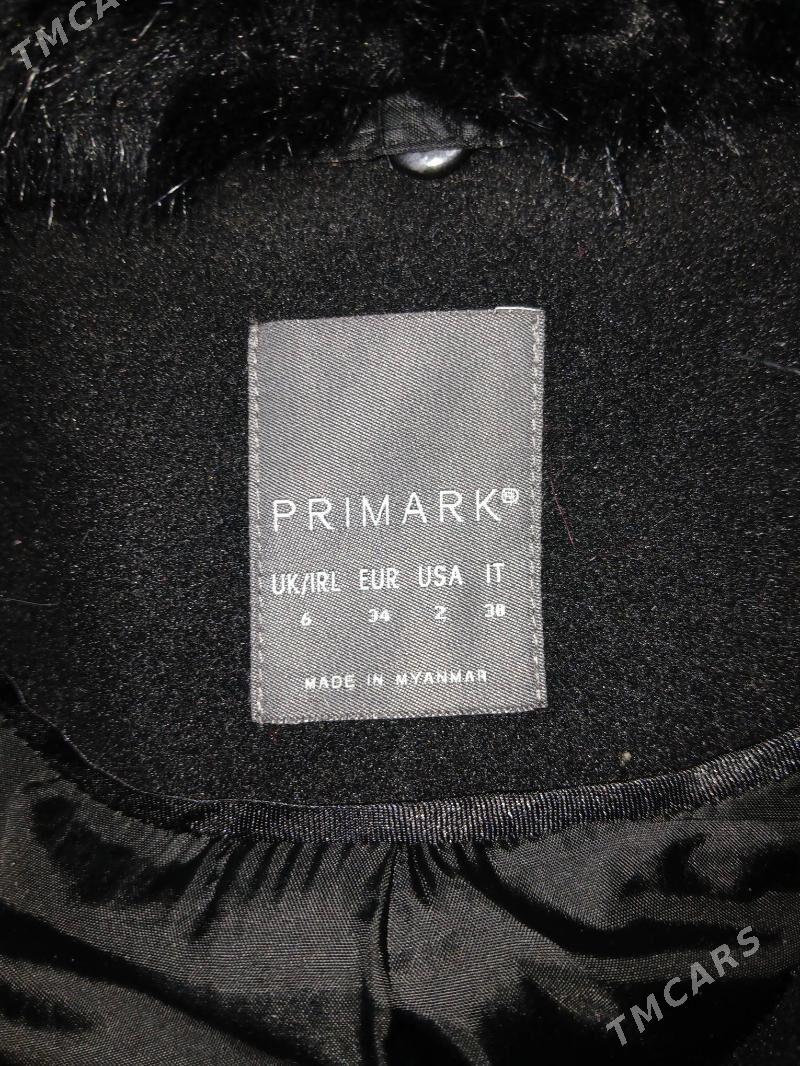 TMCARS
PRIMARK®
UK/IRL EUR USA IT
6 34 2 38
MADE IN MYANMAR
TMCARS